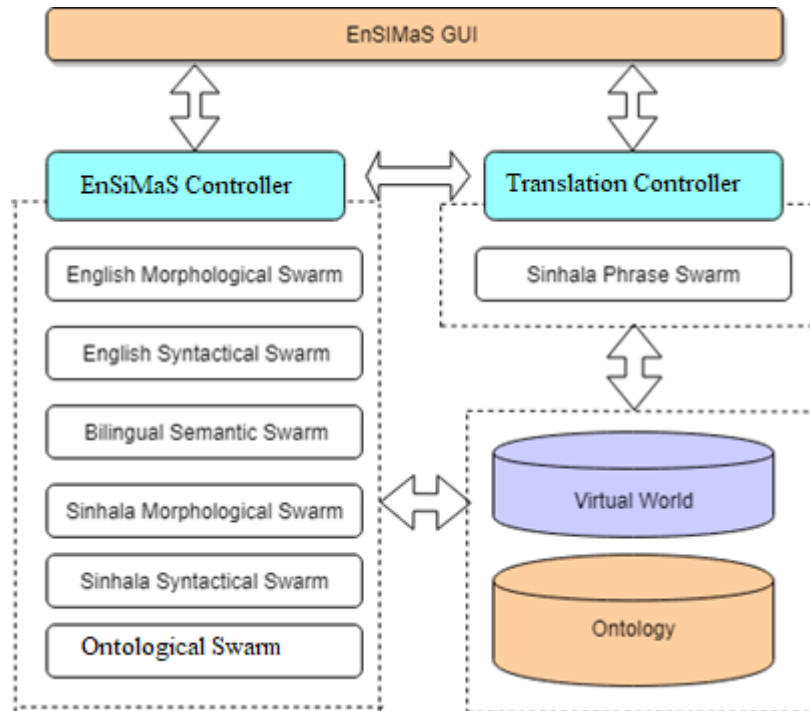 EnSIMaS GUI
EnSiMaS Controller
Translation Controller
English Morphological Swarm
English Syntactical Swarm
Bilingual Semantic Swarm
Sinhala Morphological Swarm
Sinhala Syntactical Swarm
Ontological Swarm
Sinhala Phrase Swarm
Virtual World
Ontology